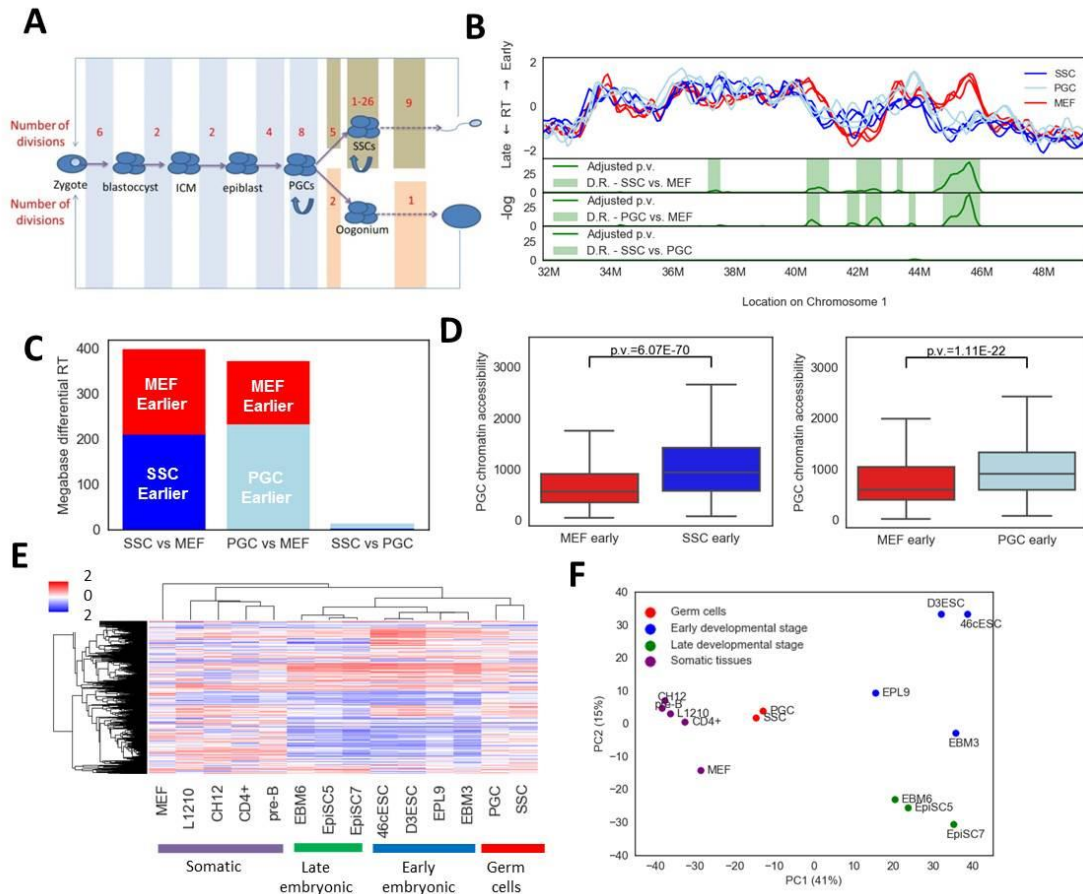 A
Number of divisions
6
2
2
4
8
5
1-26
9
SSCs
Zygote
blastoccyst
ICM
epiblast
PGCs
Number of divisions
2
1
Oogonium
B
Late ← RT → Early
2
0
−2
SSC
PGC
MEF
-log
25
0
Adjusted p.v.
D.R. - SSC vs. MEF
25
0
Adjusted p.v.
D.R. - PGC vs. MEF
25
0
Adjusted p.v.
D.R. - SSC vs. PGC
32M 34M 36M 38M 40M 42M 44M 46M 48M
Location on Chromosome 1
C
Megabase differential RT
400
300
200
100
0
MEF Earlier
SSC Earlier
MEF Earlier
PGC Earlier
SSC vs MEF PGC vs MEF SSC vs PGC
D
PGC chromatin accessibility
3000
2000
1000
0
p.v.=6.07E-70
MEF early SSC early
PGC chromatin accessibility
3000
2000
1000
0
p.v.=1.11E-22
MEF early PGC early
E
2
0
2
MEF L1210 CH12 CD4+ pre-B EBM6 EpiSC5 EpiSC7 46cESC D3ESC EPL9 EBM3 PGC SSC
Somatic
Late embryonic
Early embryonic
Germ cells
F
PC2 (15%)
40
30
20
10
0
−10
−20
−30
−40
Germ cells
Early developmental stage
Late developmental stage
Somatic tissues
D3ESC
46cESC
EPL9
EBM3
CH12
pre-B
L1210
CD4+
PGC
SSC
MEF
EBM6
EpiSC5
EpiSC7
−40 −30 −20 −10 0 10 20 30 40
PC1 (41%)